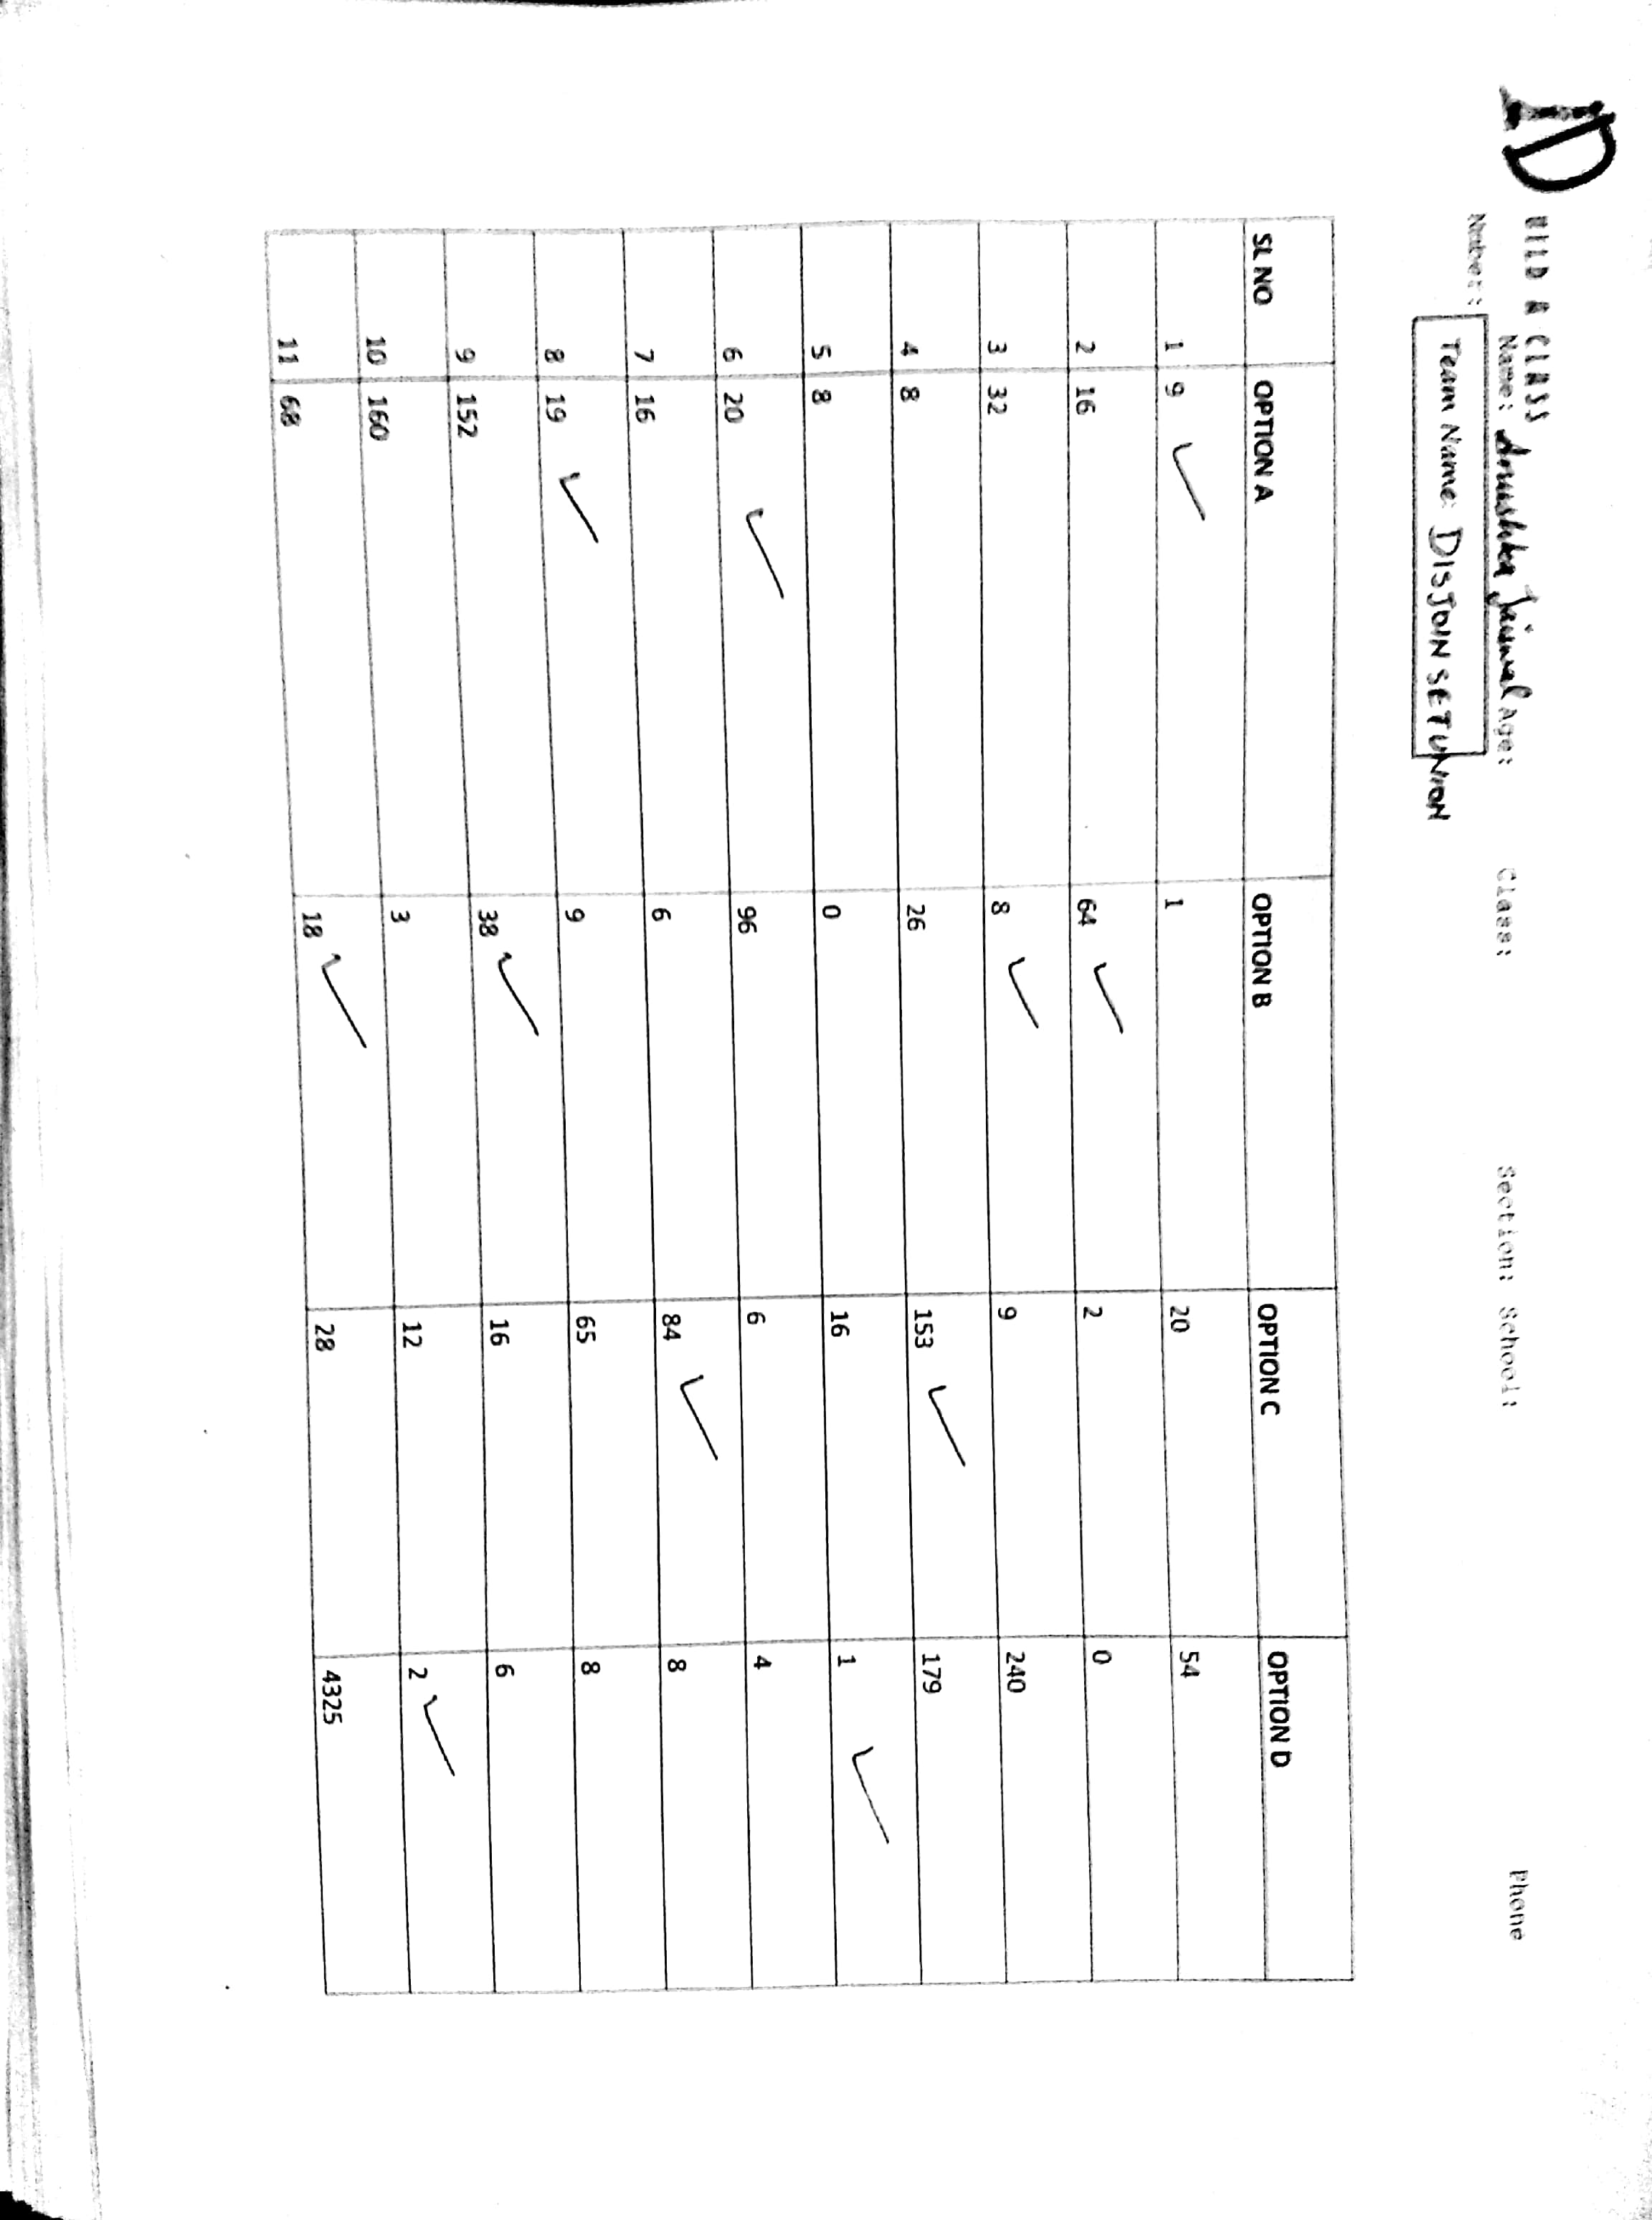 BUILD A CLASS
Name: Anushka Jaiswal Age: Class: Section: School: Phone
Nmber:
Team Name: DISJOINSETUNION
SL NO OPTION A OPTION B OPTION C OPTION D
1 9 ✓ 1 20 54
2 16 64 ✓ 2 0
3 32 8 ✓ 9 240
4 8 26 153 ✓ 179
5 8 0 16 1 ✓
6 20 ✓ 96 6 4
7 16 6 84 ✓ 8
8 19 ✓ 9 65 8
9 152 38 ✓ 16 6
10 160 3 12 2 ✓
11 68 18 ✓ 28 4325